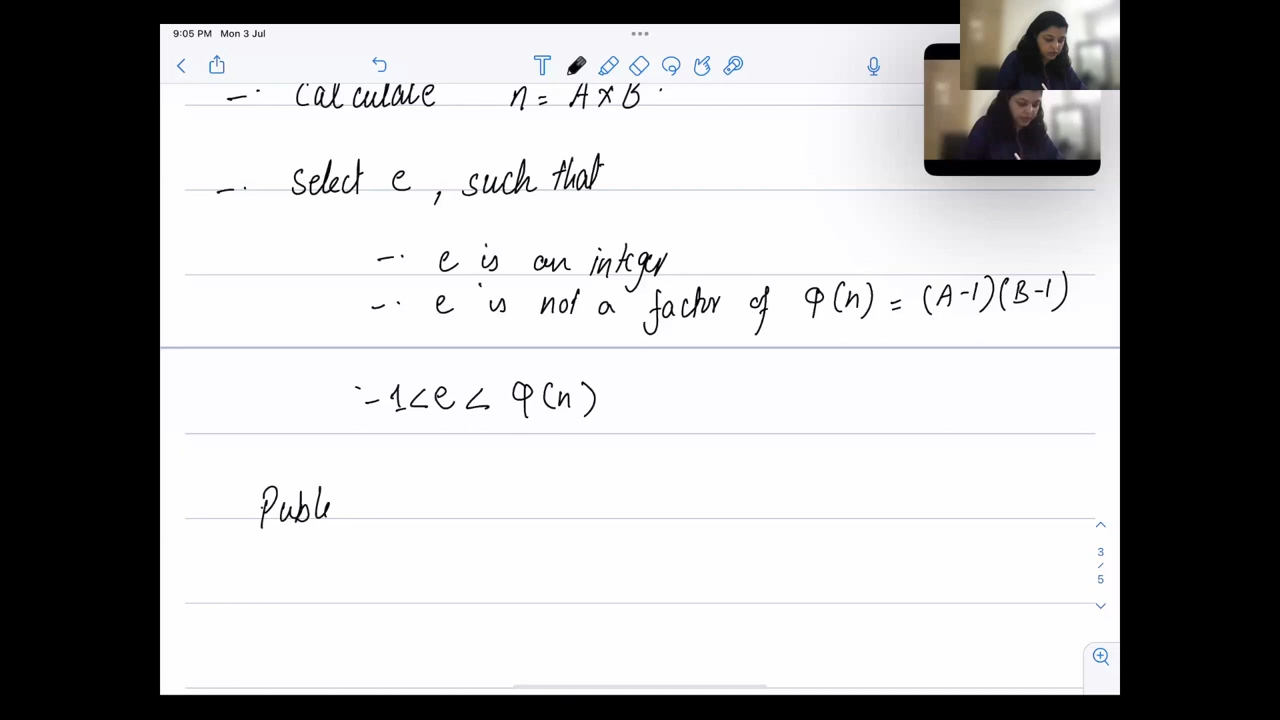 9:05 PM Mon 3 Jul
T
-. Calculate n = A x B.
-. Select e, such that
-. e is an integer
-. e is not a factor of φ(n) = (A-1)(B-1)
- 1<e< φ(n)
Publ
3
/
5